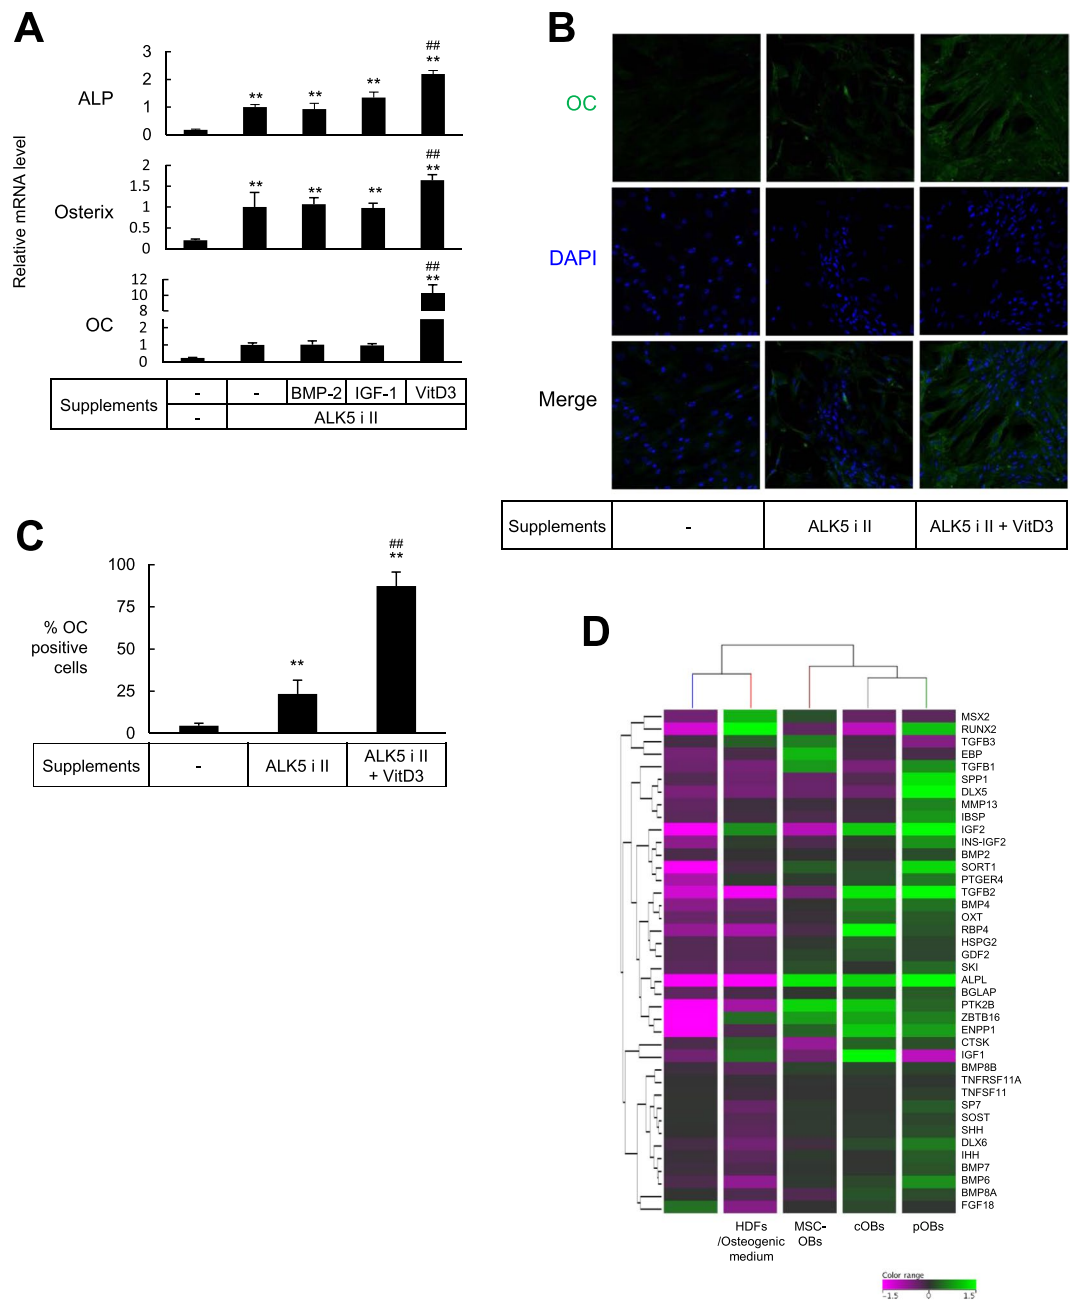 A
Relative mRNA level
ALP
3
2
1
0
**
**
**
##
**
Osterix
2
1.5
1
0.5
0
**
**
**
##
**
OC
12
10
8
2
1
0
##
**
Supplements
-
-
BMP-2
IGF-1
VitD3
-
ALK5 i II
B
OC
DAPI
Merge
Supplements
-
ALK5 i II
ALK5 i II + VitD3
C
% OC
positive
cells
100
75
50
25
0
**
##
**
Supplements
-
ALK5 i II
ALK5 i II
+ VitD3
D
MSX2
RUNX2
TGFB3
EBP
TGFB1
SPP1
DLX5
MMP13
IBSP
IGF2
INS-IGF2
BMP2
SORT1
PTGER4
TGFB2
BMP4
OXT
RBP4
HSPG2
GDF2
SKI
ALPL
BGLAP
PTK2B
ZBTB16
ENPP1
CTSK
IGF1
BMP8B
TNFRSF11A
TNFSF11
SP7
SOST
SHH
DLX6
IHH
BMP7
BMP6
BMP8A
FGF18
HDFs
/Osteogenic
medium
MSC-
OBs
cOBs
pOBs
Color range
-1.5
0
1.5